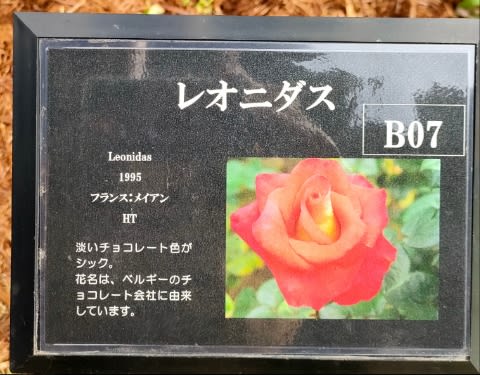 レオニダス
B07
Leonidas
1995
フランス:メイアン
HT
淡いチョコレート色が
シック。
花名は、ベルギーのチ
ョコレート会社に由来
しています。